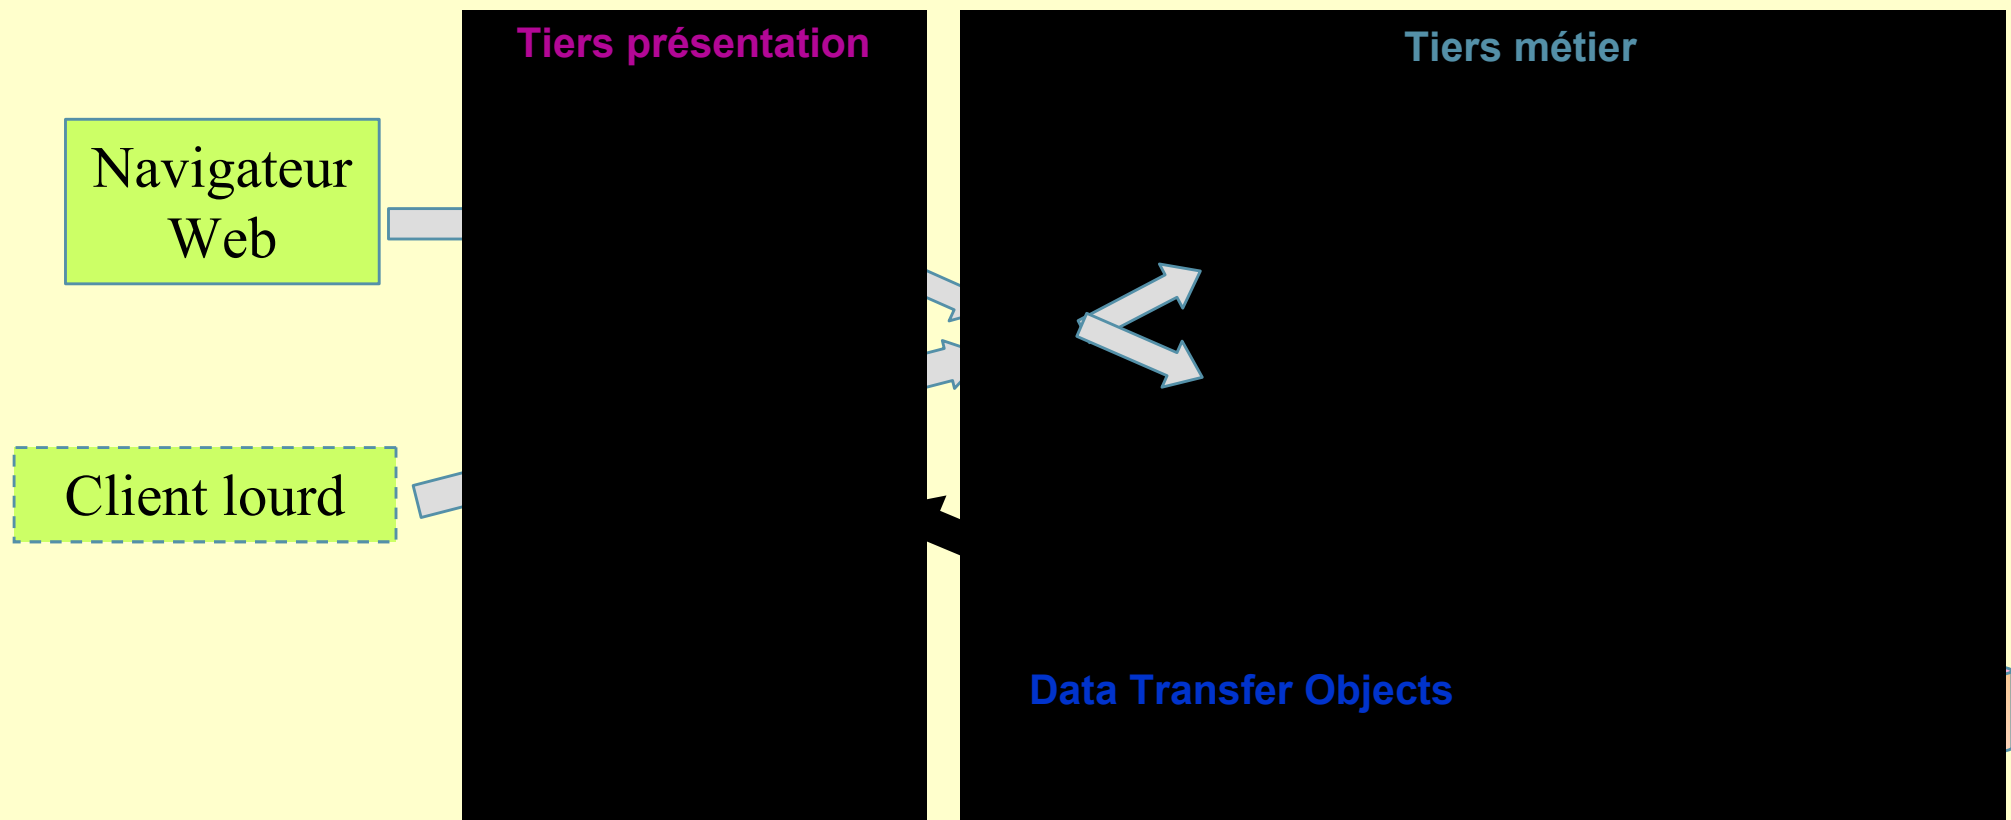 Tiers présentation
Tiers métier
Navigateur
Web
Client lourd
Data Transfer Objects